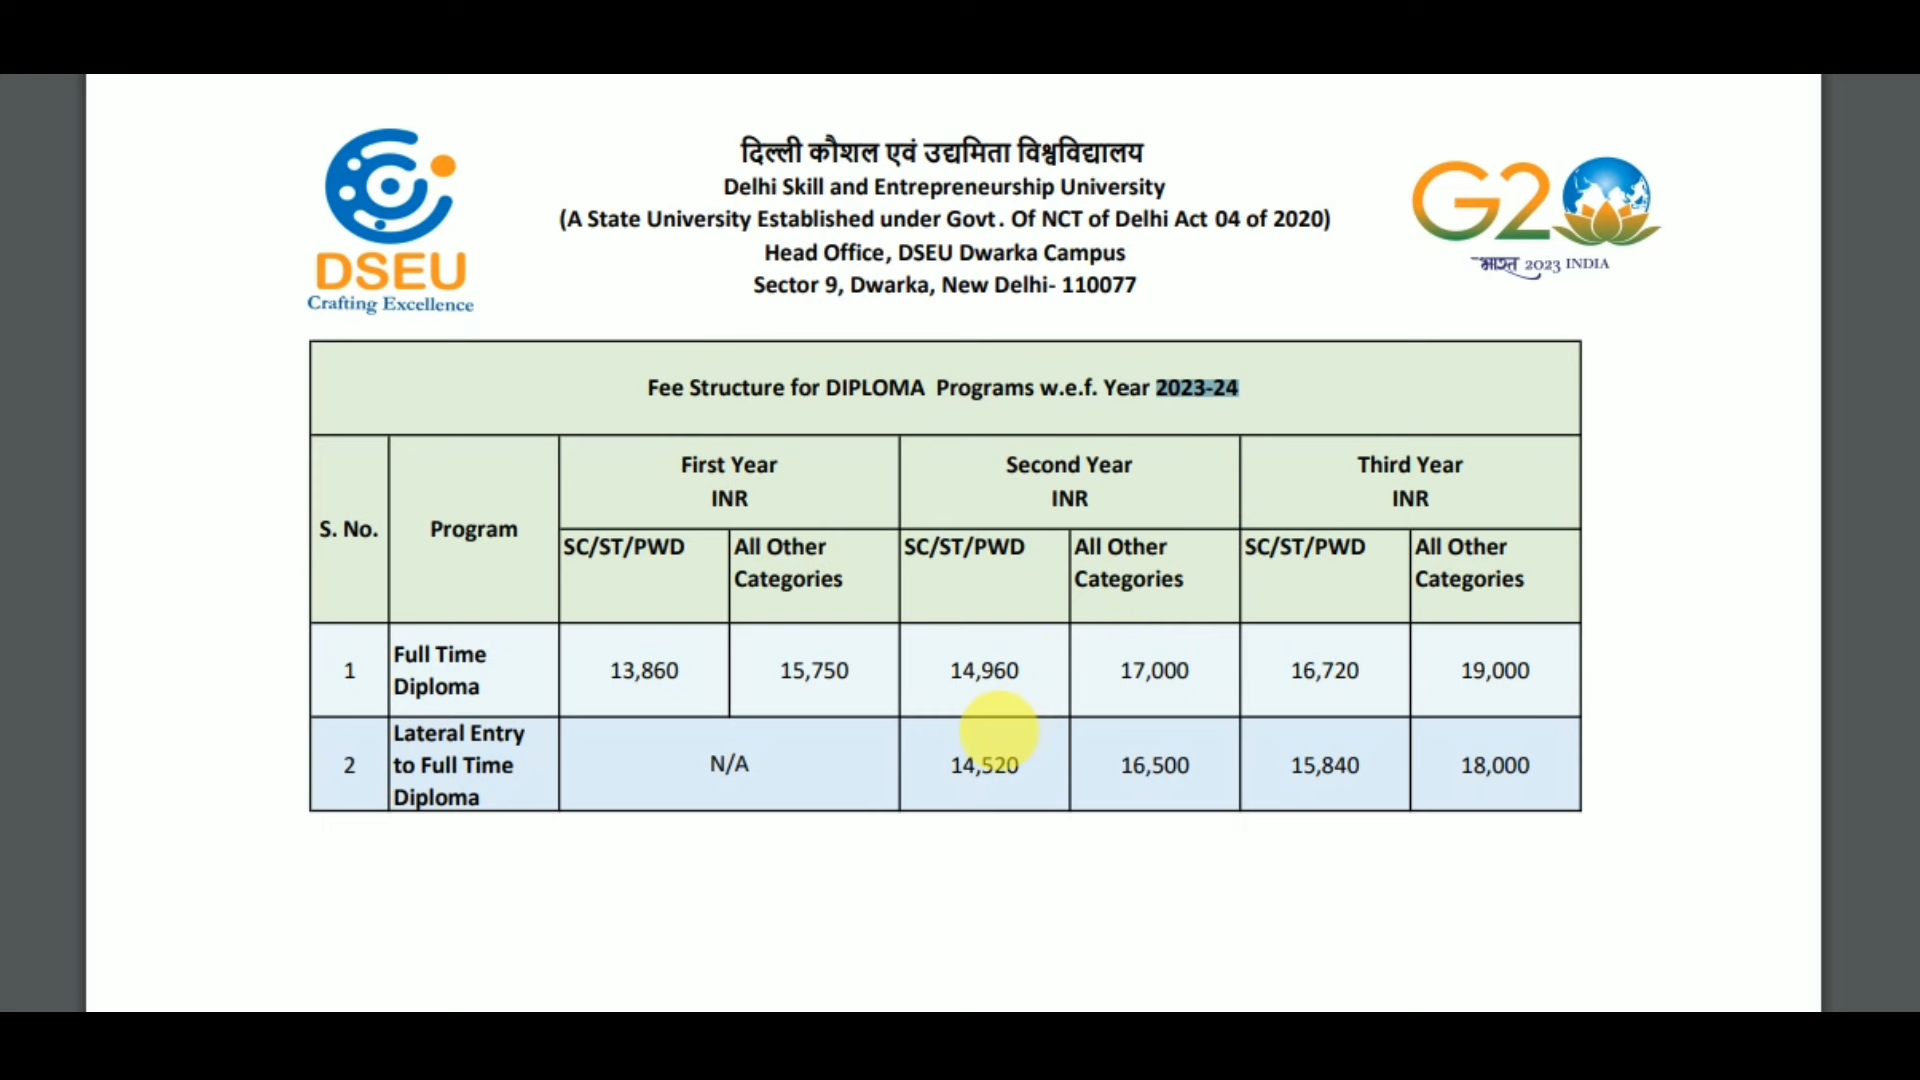 दिल्ली कौशल एवं उद्यमिता विश्वविद्यालय
Delhi Skill and Entrepreneurship University
(A State University Established under Govt. Of NCT of Delhi Act 04 of 2020)
Head Office, DSEU Dwarka Campus
Sector 9, Dwarka, New Delhi- 110077
DSEU
Crafting Excellence
G20
भारत 2023 INDIA
Fee Structure for DIPLOMA Programs w.e.f. Year 2023-24
S. No.
Program
First Year
INR
Second Year
INR
Third Year
INR
SC/ST/PWD
All Other
Categories
SC/ST/PWD
All Other
Categories
SC/ST/PWD
All Other
Categories
1
Full Time
Diploma
13,860
15,750
14,960
17,000
16,720
19,000
2
Lateral Entry
to Full Time
Diploma
N/A
14,520
16,500
15,840
18,000